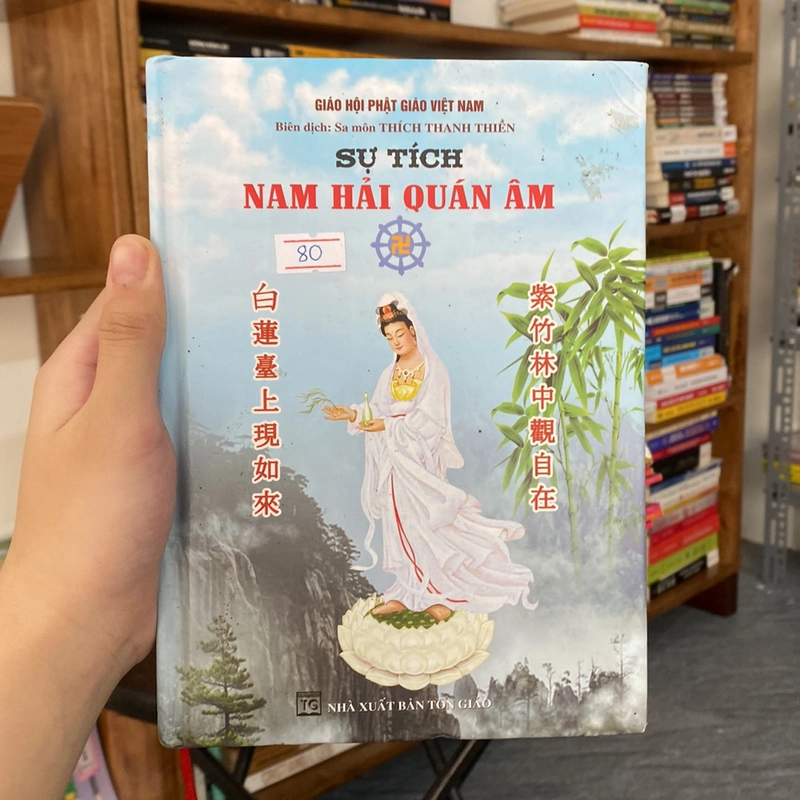 GIÁO HỘI PHẬT GIÁO VIỆT NAM
Biên dịch: Sa môn THÍCH THANH THIỀN
SỰ TÍCH
NAM HẢI QUÁN ÂM
卍
80
紫竹林中觀自在
白蓮臺上現如來
TG
NHÀ XUẤT BẢN TÔN GIÁO